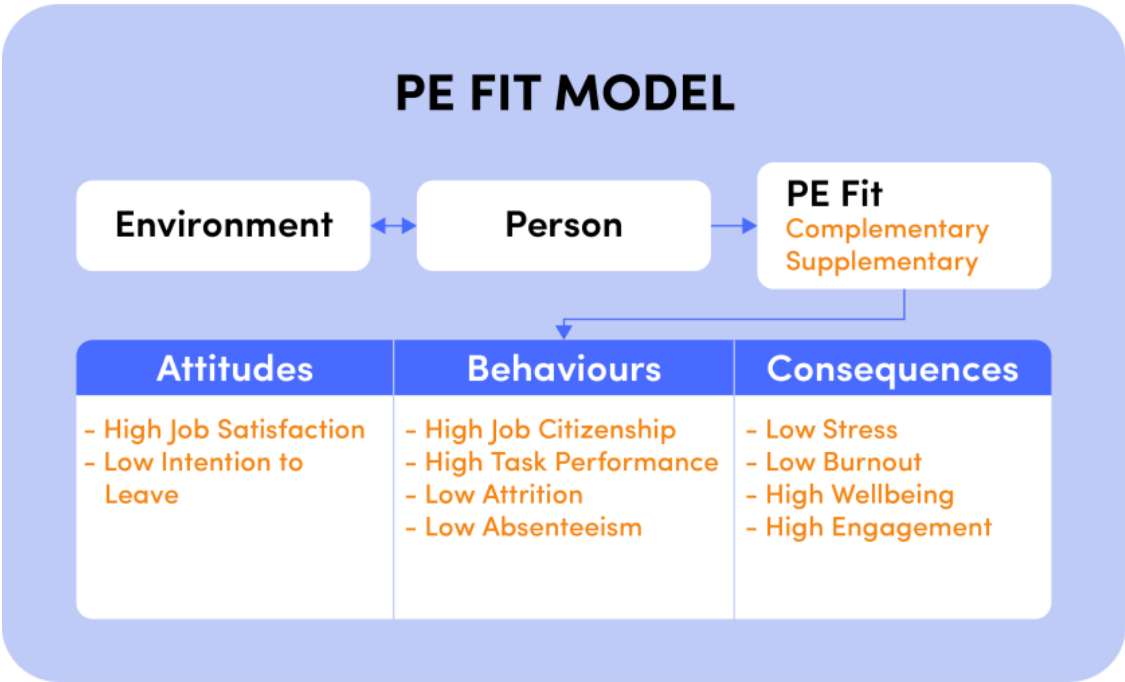 PE FIT MODEL
Environment
Person
PE Fit
Complementary
Supplementary
Attitudes
- High Job Satisfaction
- Low Intention to
Leave
Behaviours
- High Job Citizenship
- High Task Performance
- Low Attrition
- Low Absenteeism
Consequences
- Low Stress
- Low Burnout
- High Wellbeing
- High Engagement